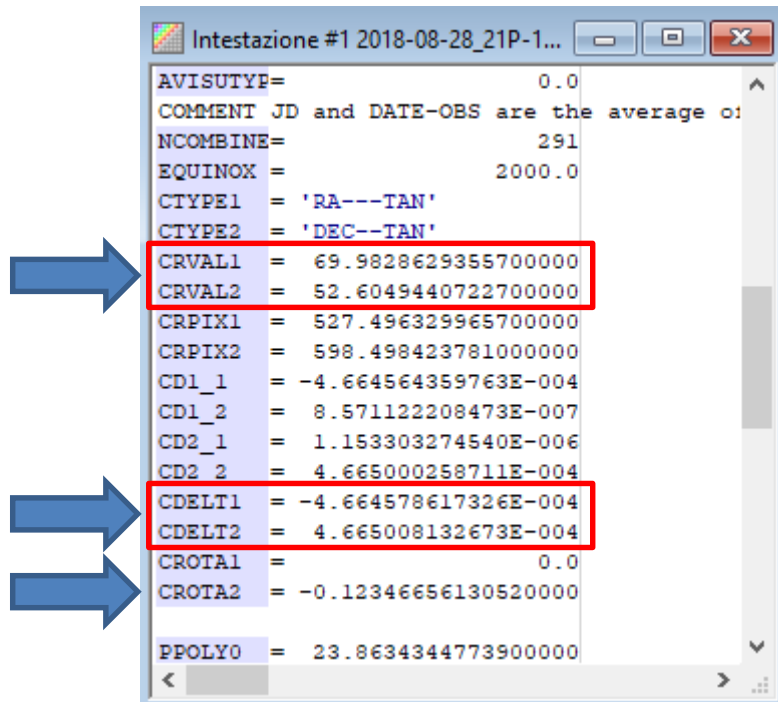 Intestazione #1 2018-08-28_21P-1...
AVISUTYP= 0.0
COMMENT JD and DATE-OBS are the average of
NCOMBINE= 291
EQUINOX = 2000.0
CTYPE1 = 'RA---TAN'
CTYPE2 = 'DEC--TAN'
CRVAL1 = 69.9828629355700000
CRVAL2 = 52.6049440722700000
CRPIX1 = 527.496329965700000
CRPIX2 = 598.498423781000000
CD1_1 = -4.664564359763E-004
CD1_2 = 8.571122208473E-007
CD2_1 = 1.153303274540E-006
CD2_2 = 4.665000258711E-004
CDELT1 = -4.664578617326E-004
CDELT2 = 4.665008132673E-004
CROTA1 = 0.0
CROTA2 = -0.12346656130520000
PPOLY0 = 23.8634344773900000